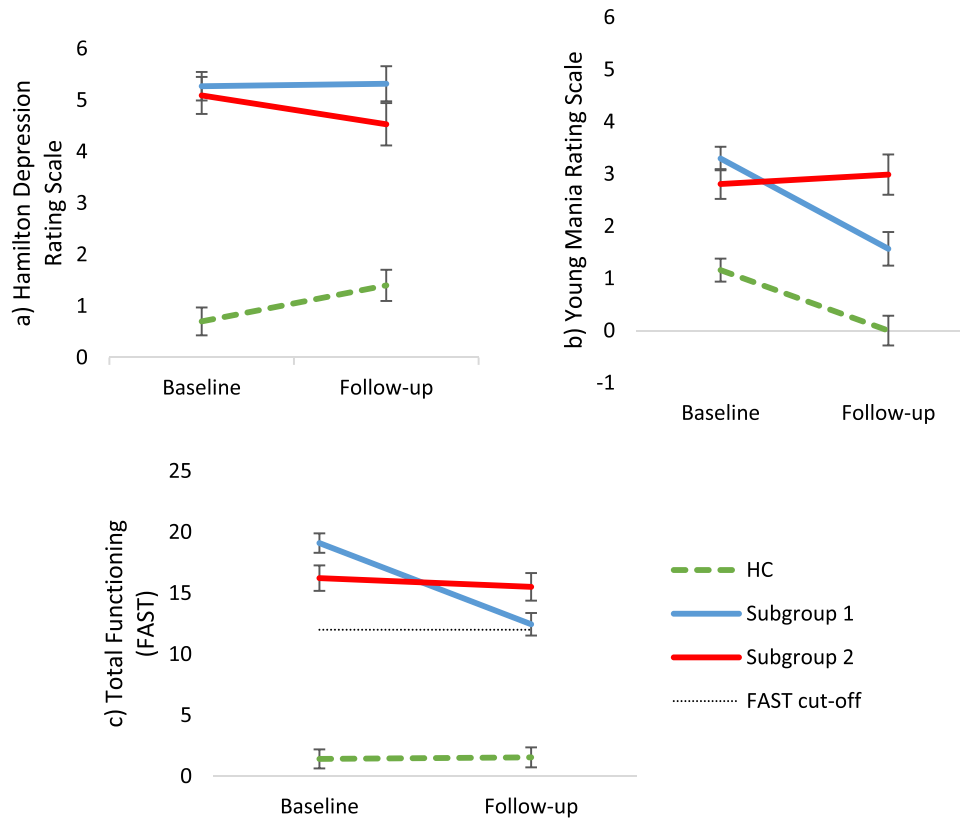 a) Hamilton Depression
Rating Scale
6
5
4
3
2
1
0
Baseline
Follow-up
b) Young Mania Rating Scale
6
5
4
3
2
1
0
-1
Baseline
Follow-up
c) Total Functioning
(FAST)
25
20
15
10
5
0
Baseline
Follow-up
HC
Subgroup 1
Subgroup 2
FAST cut-off